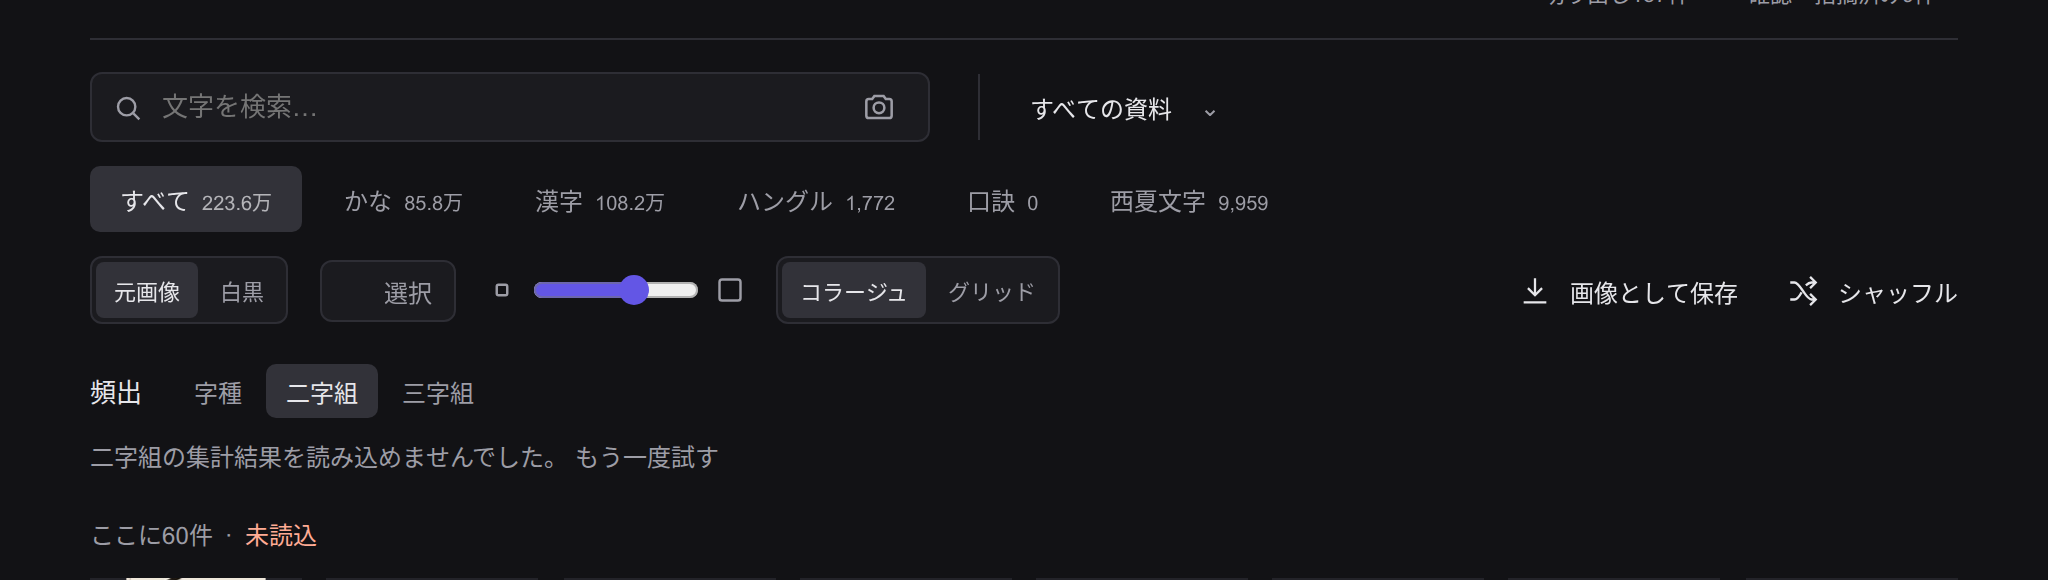 文字を検索…
すべての資料
すべて 223.6万 かな 85.8万 漢字 108.2万 ハングル 1,772 口訣 0 西夏文字 9,959
元画像 白黒 選択 コラージュ グリッド 画像として保存 シャッフル
頻出 字種 二字組 三字組
二字組の集計結果を読み込めませんでした。 もう一度試す
ここに60件 · 未読込